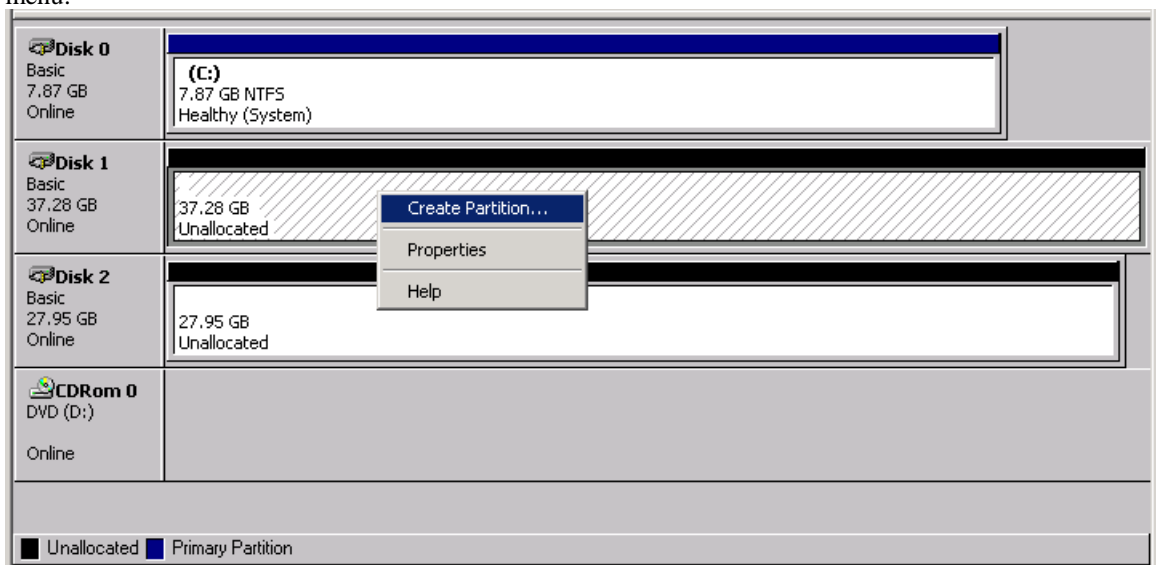 menu.
Disk 0
Basic
7.87 GB
Online
(C:)
7.87 GB NTFS
Healthy (System)
Disk 1
Basic
37.28 GB
Online
37.28 GB
Unallocated
Create Partition...
Properties
Help
Disk 2
Basic
27.95 GB
Online
27.95 GB
Unallocated
CDRom 0
DVD (D:)
Online
Unallocated Primary Partition